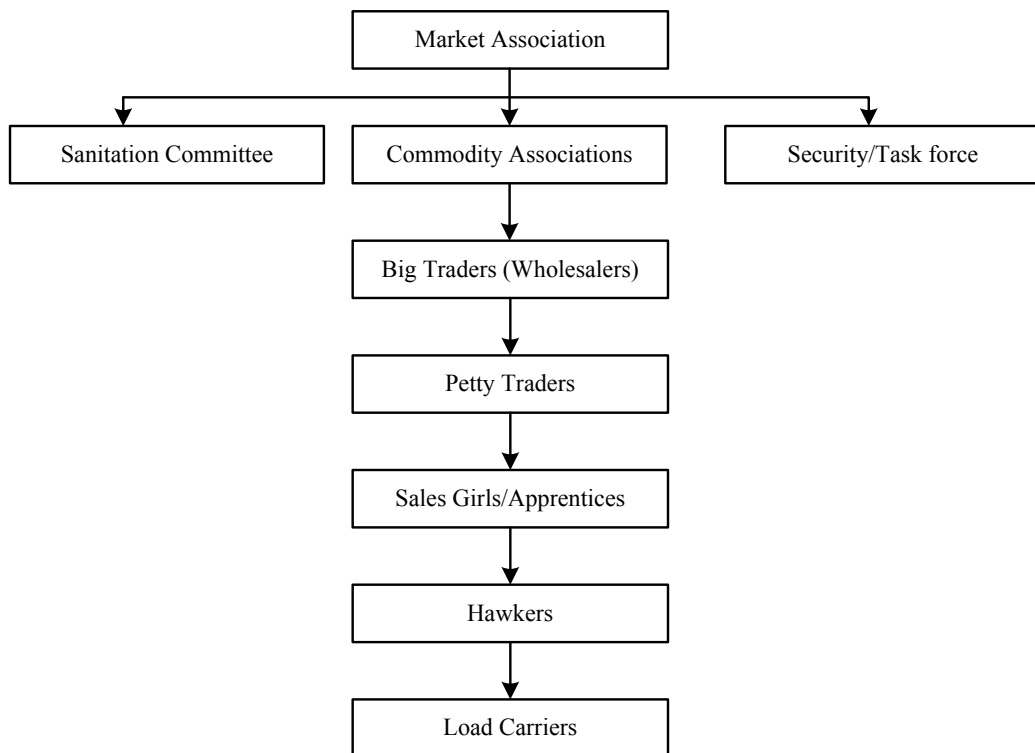 Market Association
Sanitation Committee
Commodity Associations
Security/Task force
Big Traders (Wholesalers)
Petty Traders
Sales Girls/Apprentices
Hawkers
Load Carriers